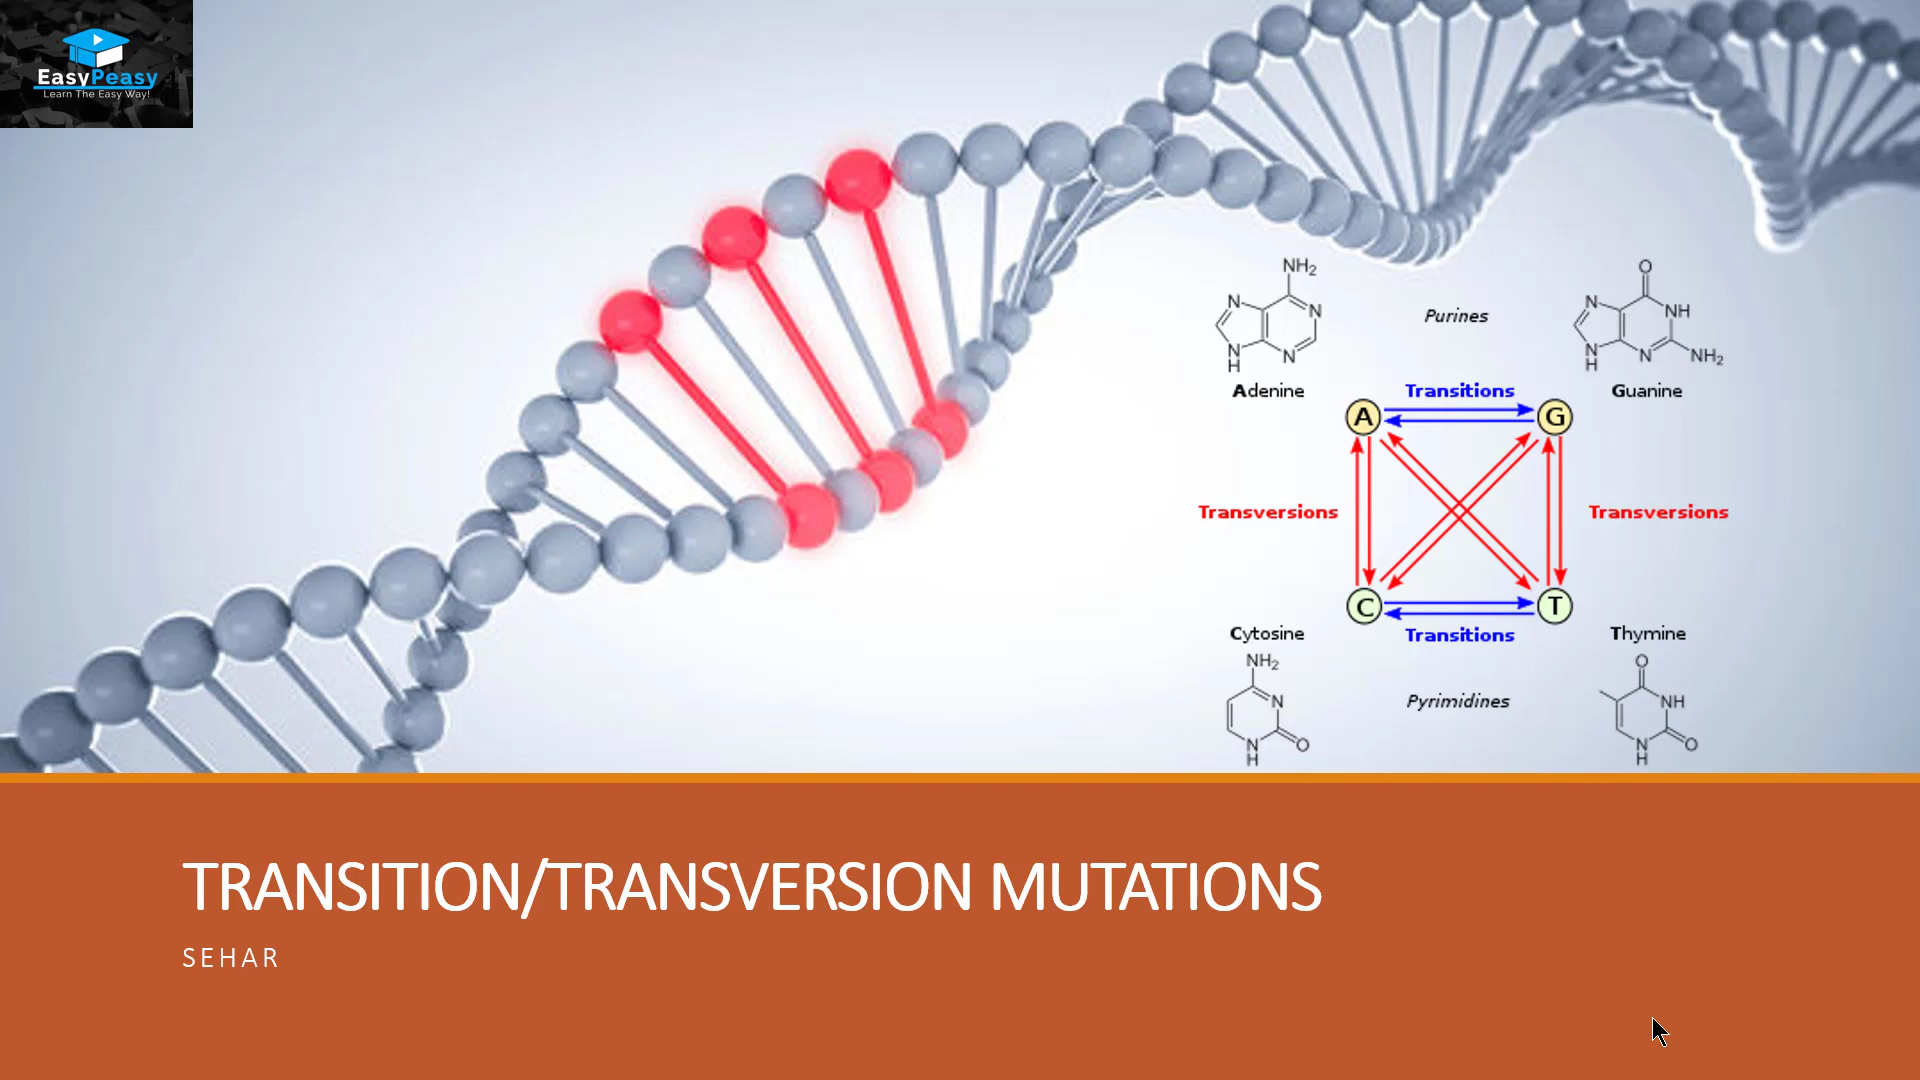 EasyPeasy
Learn The Easy Way!
NH2
N
N
N
H
N
Adenine
Purines
O
N
NH
N
H
N
NH2
Guanine
Transitions
A
G
Transversions
Transversions
C
T
Transitions
Cytosine
Thymine
NH2
N
N
H
O
Pyrimidines
O
NH
N
H
O
TRANSITION/TRANSVERSION MUTATIONS
SEHAR